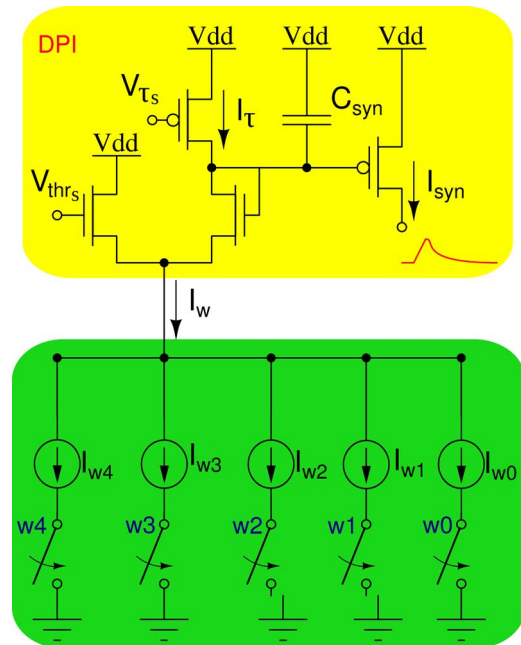 DPI
Vdd
Vdd
Vdd
Vτs
Iτ
Csyn
Vdd
Vthrs
Isyn
Iw
Iw4
Iw3
Iw2
Iw1
Iw0
w4
w3
w2
w1
w0